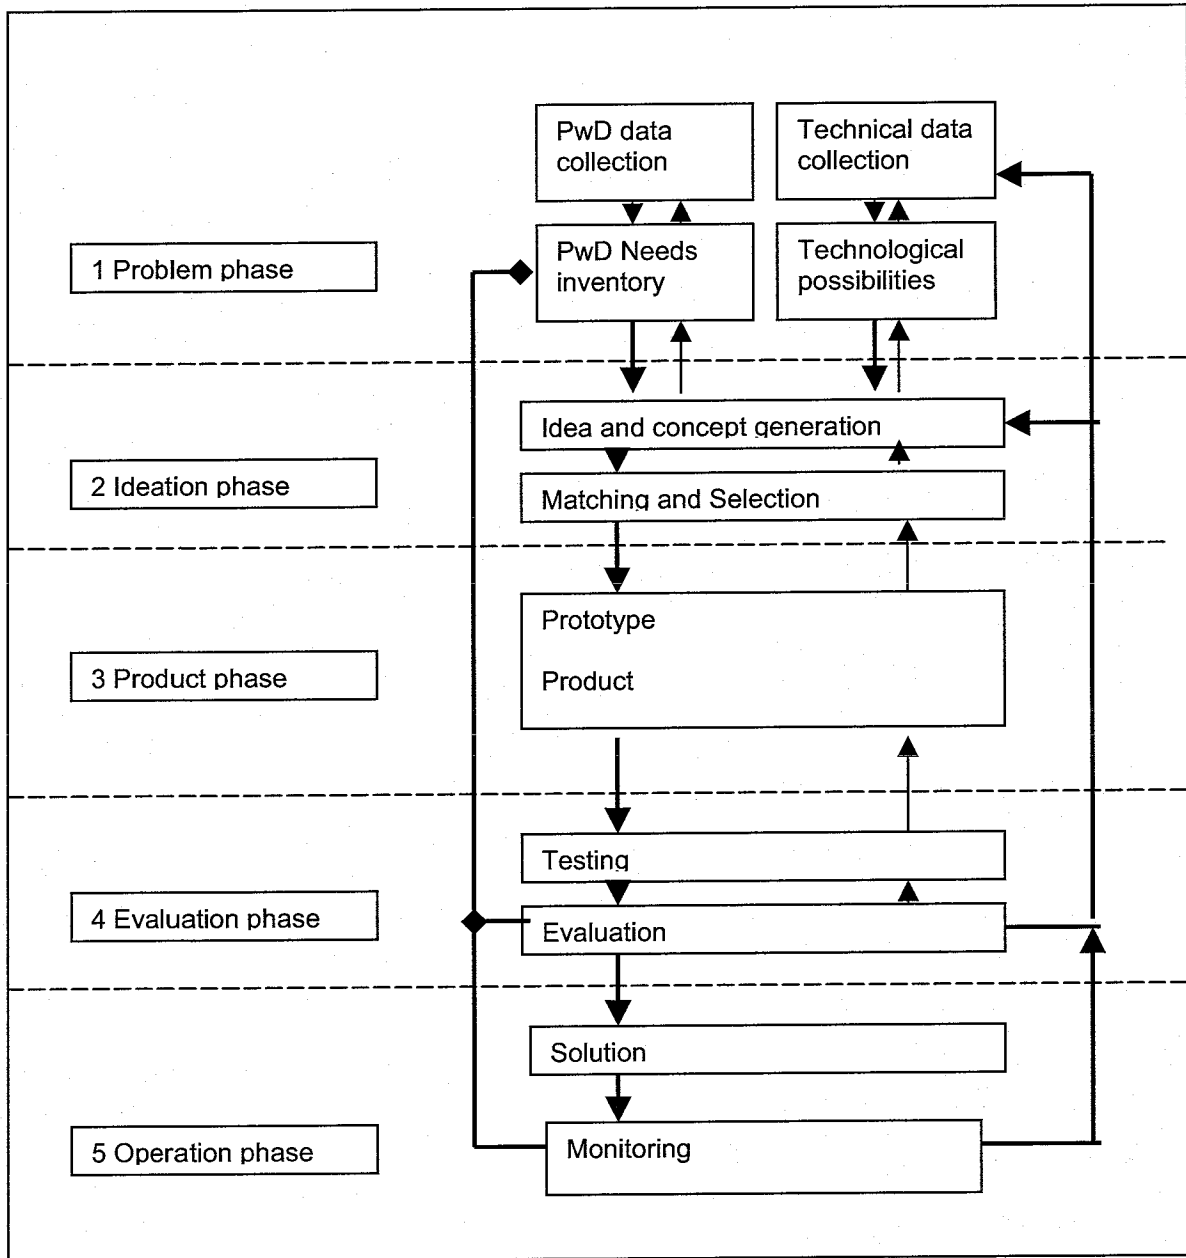 PwD data
collection
Technical data
collection
1 Problem phase
PwD Needs
inventory
Technological
possibilities
Idea and concept generation
2 Ideation phase
Matching and Selection
Prototype
3 Product phase
Product
Testing
4 Evaluation phase
Evaluation
Solution
5 Operation phase
Monitoring